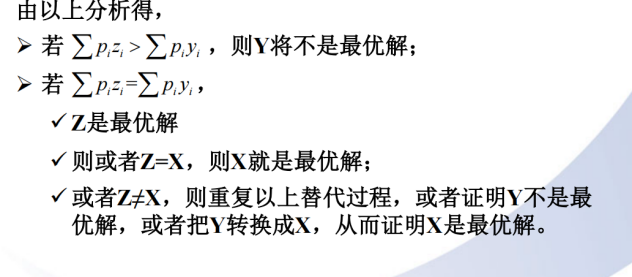 由以上分析得，
➢ 若 ∑pᵢzᵢ > ∑pᵢyᵢ ，则Y将不是最优解；
➢ 若 ∑pᵢzᵢ=∑pᵢyᵢ ，
✓ Z是最优解
✓ 则或者Z=X，则X就是最优解；
✓ 或者Z≠X，则重复以上替代过程，或者证明Y不是最
优解，或者把Y转换成X，从而证明X是最优解。